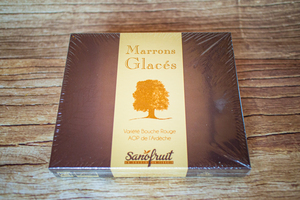 Marrons
Glacés
Variété Bouche Rouge
AOP de l'Ardèche
Sanofruit